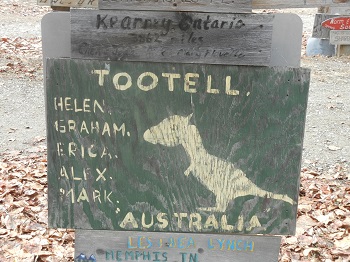 Kearney Ontario
TOOTELL.
HELEN.
GRAHAM.
ERICA.
ALEX.
MARK.
'AUSTRALIA'
LYNCH
MEMPHIS TN